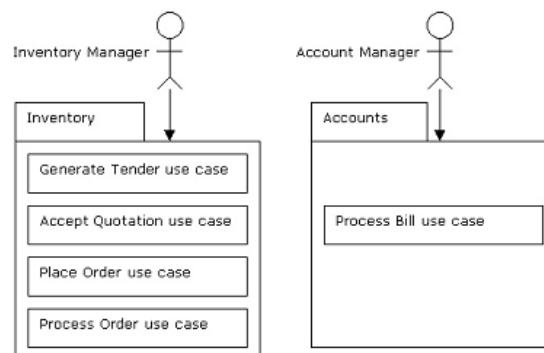 Inventory Manager
Account Manager
Inventory
Generate Tender use case
Accept Quotation use case
Place Order use case
Process Order use case
Accounts
Process Bill use case